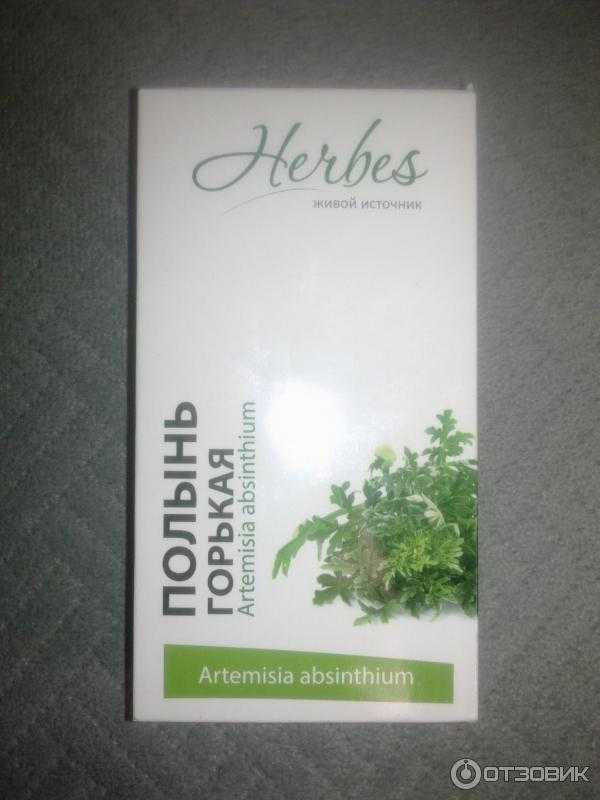 Herbes
живой источник
ПОЛЫНЬ
ГОРЬКАЯ
Artemisia absinthium
Artemisia absinthium
ОТЗОВИК